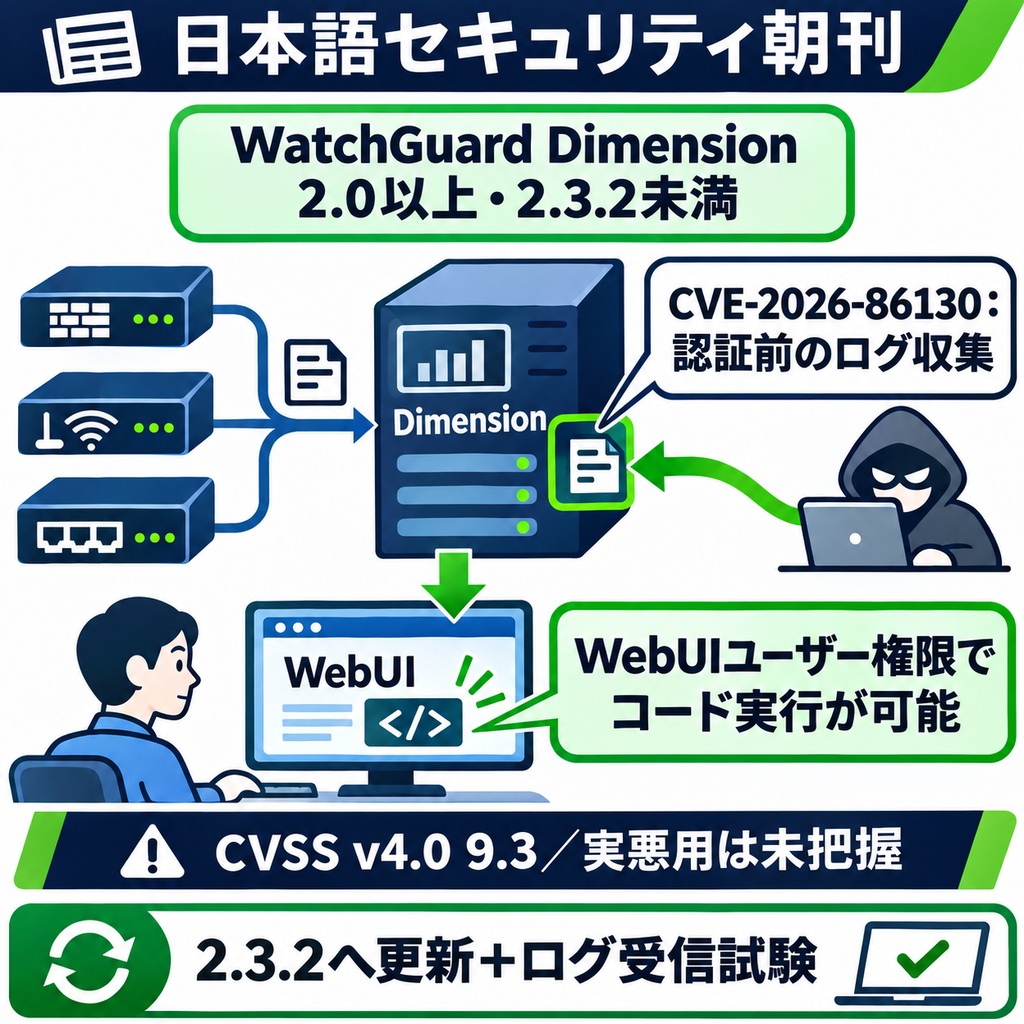 日本語セキュリティ朝刊
WatchGuard Dimension
2.0以上・2.3.2未満
CVE-2026-86130：
認証前のログ収集
Dimension
WebUI
</>
WebUIユーザー権限で
コード実行が可能
CVSS v4.0 9.3／実悪用は未把握
2.3.2へ更新＋ログ受信試験